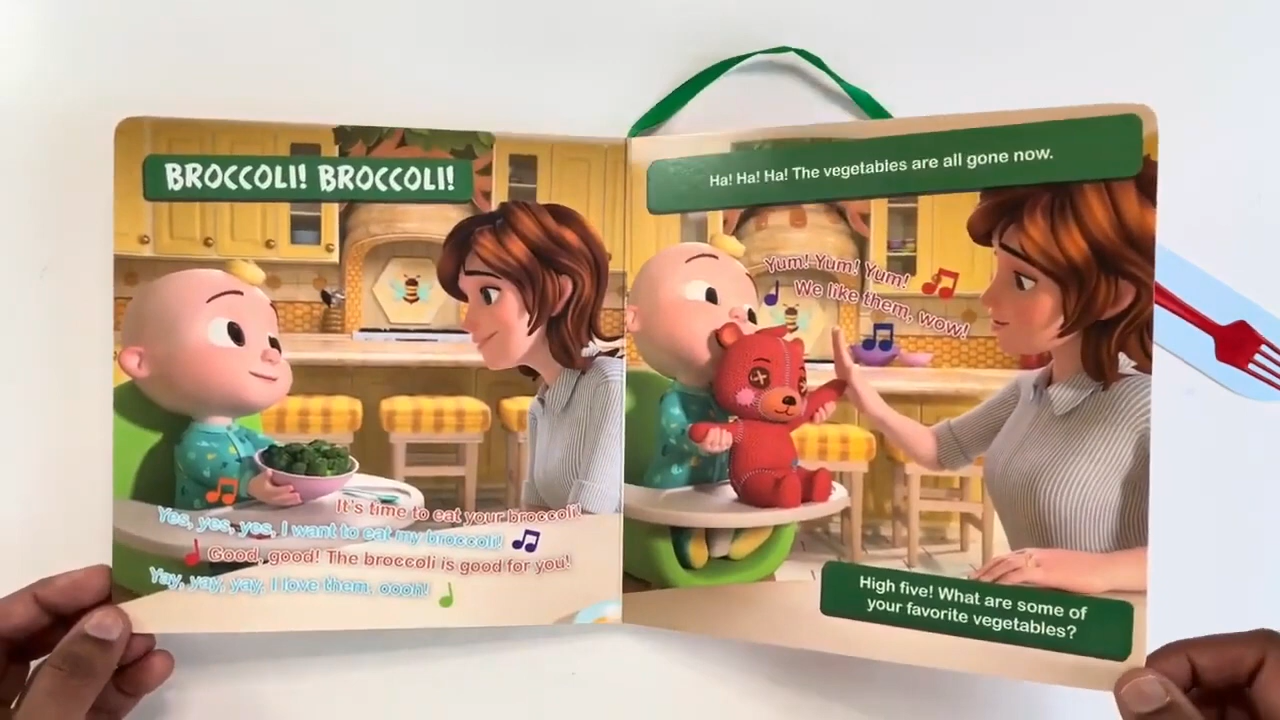 BROCCOLI! BROCCOLI!
It's time to eat your broccoli!
Yes, yes, yes, I want to eat my broccoli!
Good, good! The broccoli is good for you!
Yay, yay, yay, I love them, oooh!
Ha! Ha! Ha! The vegetables are all gone now.
Yum! Yum! Yum!
We like them, wow!
High five! What are some of
your favorite vegetables?